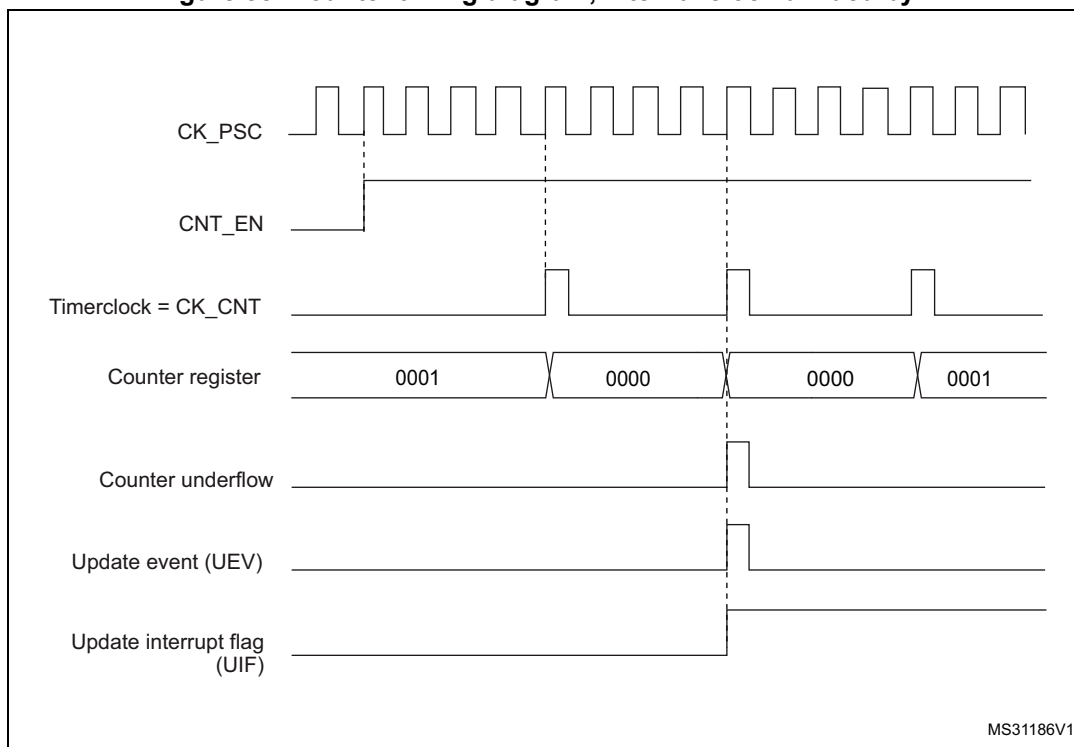 CK_PSC
CNT_EN
Timerclock = CK_CNT
Counter register
0001
0000
0000
0001
Counter underflow
Update event (UEV)
Update interrupt flag
(UIF)
MS31186V1